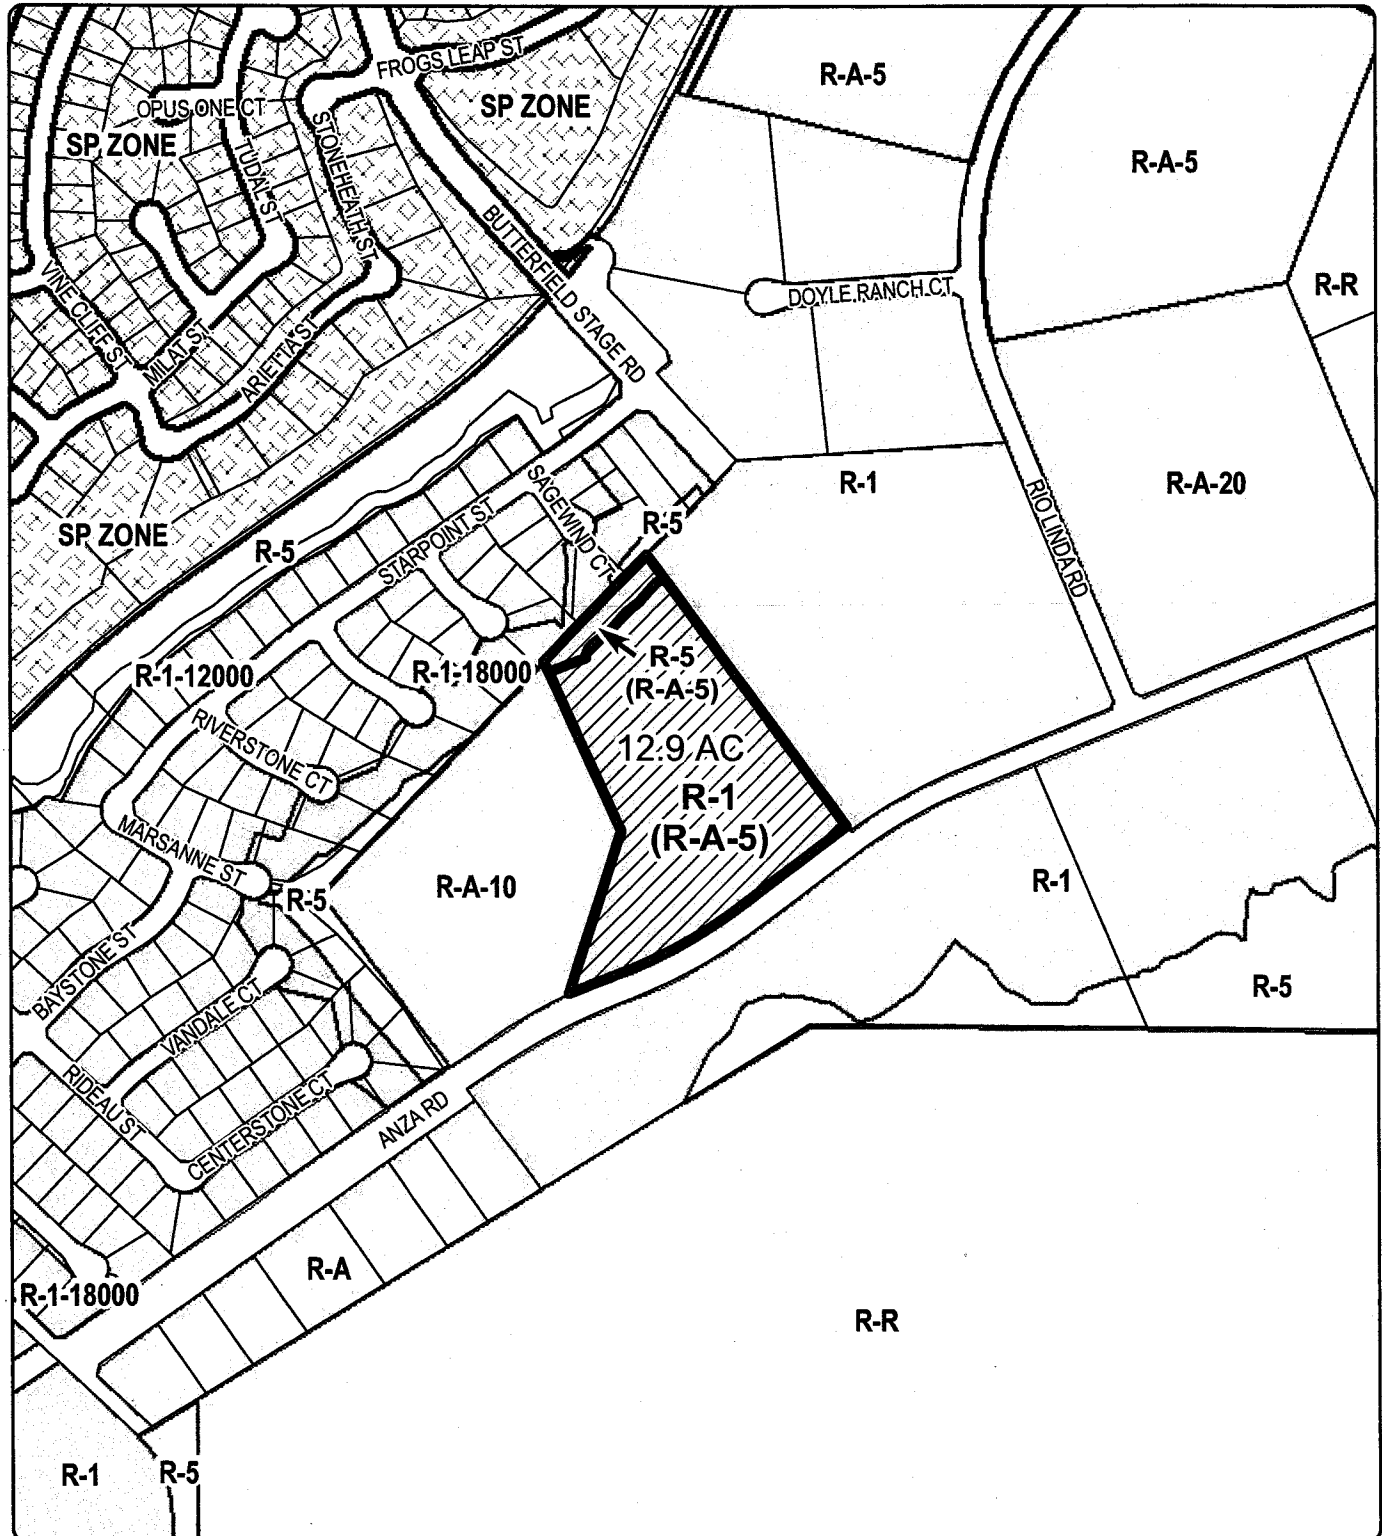 FROGS LEAP ST
R-A-5
OPUS ONE CT
SP ZONE
SP ZONE
STONEHEATH ST
TUDAL ST
R-A-5
BUTTERFIELD STAGE RD
VINE CLIFF ST
MILAT ST
ARIETTA ST
DOYLE RANCH CT
R-R
R-1
R-A-20
RIO LINDA RD
SAGEWIND CT
STARPOINT ST
R-5
SP ZONE
R-5
R-1-12000
R-1-18000
R-5
(R-A-5)
RIVERSTONE CT
12.9 AC
R-1
(R-A-5)
MARSANNE ST
R-5
R-A-10
R-1
BAYSTONE ST
VANDALE CT
R-5
RIDEAU ST
CENTERSTONE CT
ANZA RD
R-A
R-1-18000
R-R
R-1
R-5